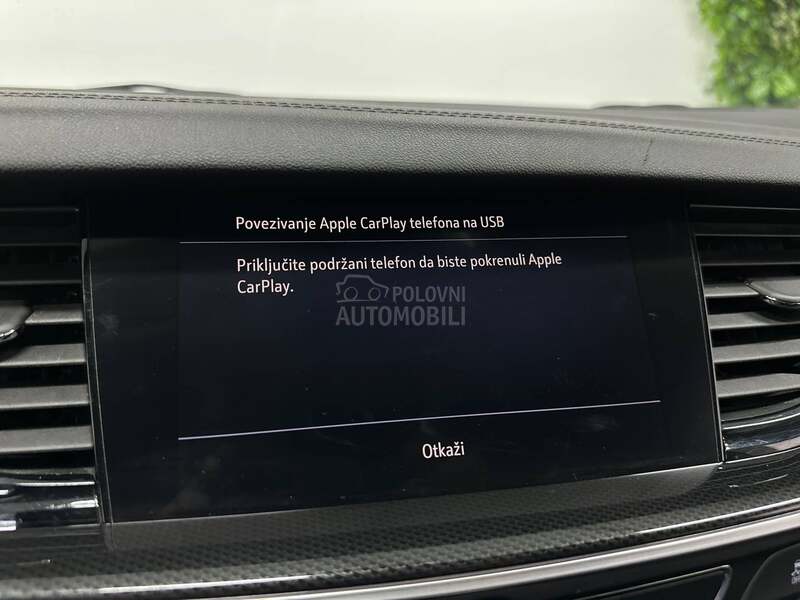 Povezivanje Apple CarPlay telefona na USB
Priključite podržani telefon da biste pokrenuli Apple
CarPlay.
POLOVNI
AUTOMOBILI
Otkaži